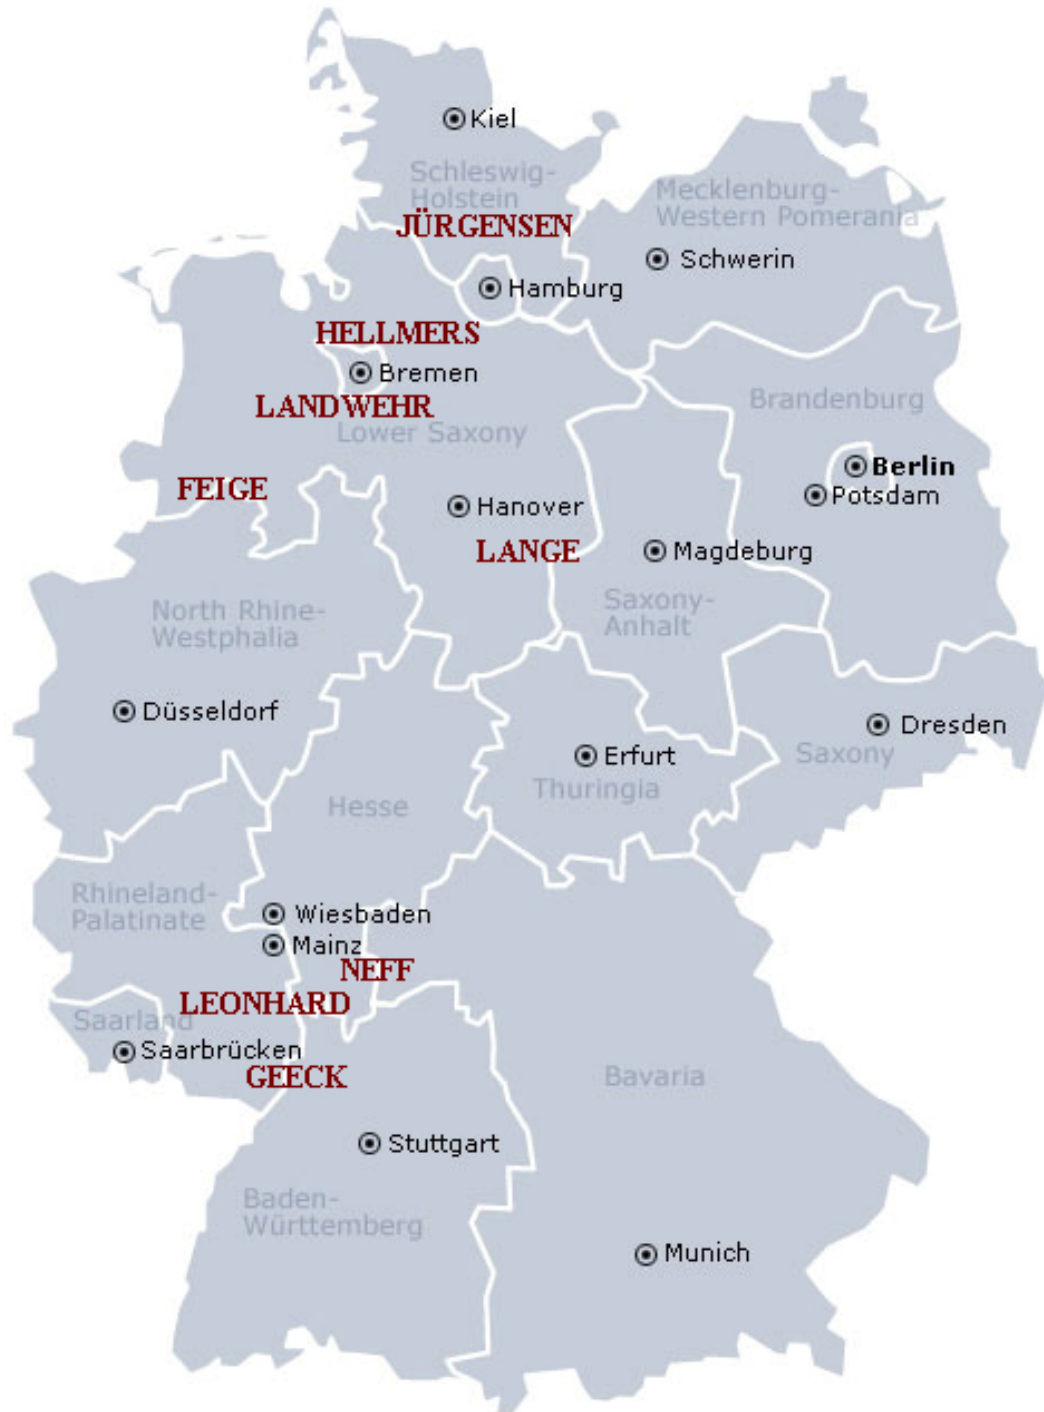 Kiel
Schleswig-
Holstein
Mecklenburg-
Western Pomerania
JÜRGENSEN
Schwerin
Hamburg
HELLMERS
Bremen
Brandenburg
LANDWEHR
Lower Saxony
Berlin
FEIGE
Potsdam
Hanover
LANGE
Magdeburg
Saxony-
Anhalt
North Rhine-
Westphalia
Düsseldorf
Dresden
Erfurt
Saxony
Thuringia
Hesse
Rhineland-
Palatinate
Wiesbaden
Mainz
NEFF
LEONHARD
Saarland
Saarbrücken
GEECK
Bavaria
Stuttgart
Baden-
Württemberg
Munich